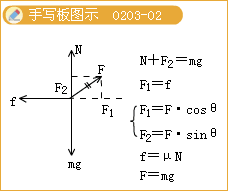 手写板图示 0203-02
N
F
F₂
f
F₁
mg
N+F₂=mg
F₁=f
F₁=F·cosθ
F₂=F·sinθ
f=μN
F=mg